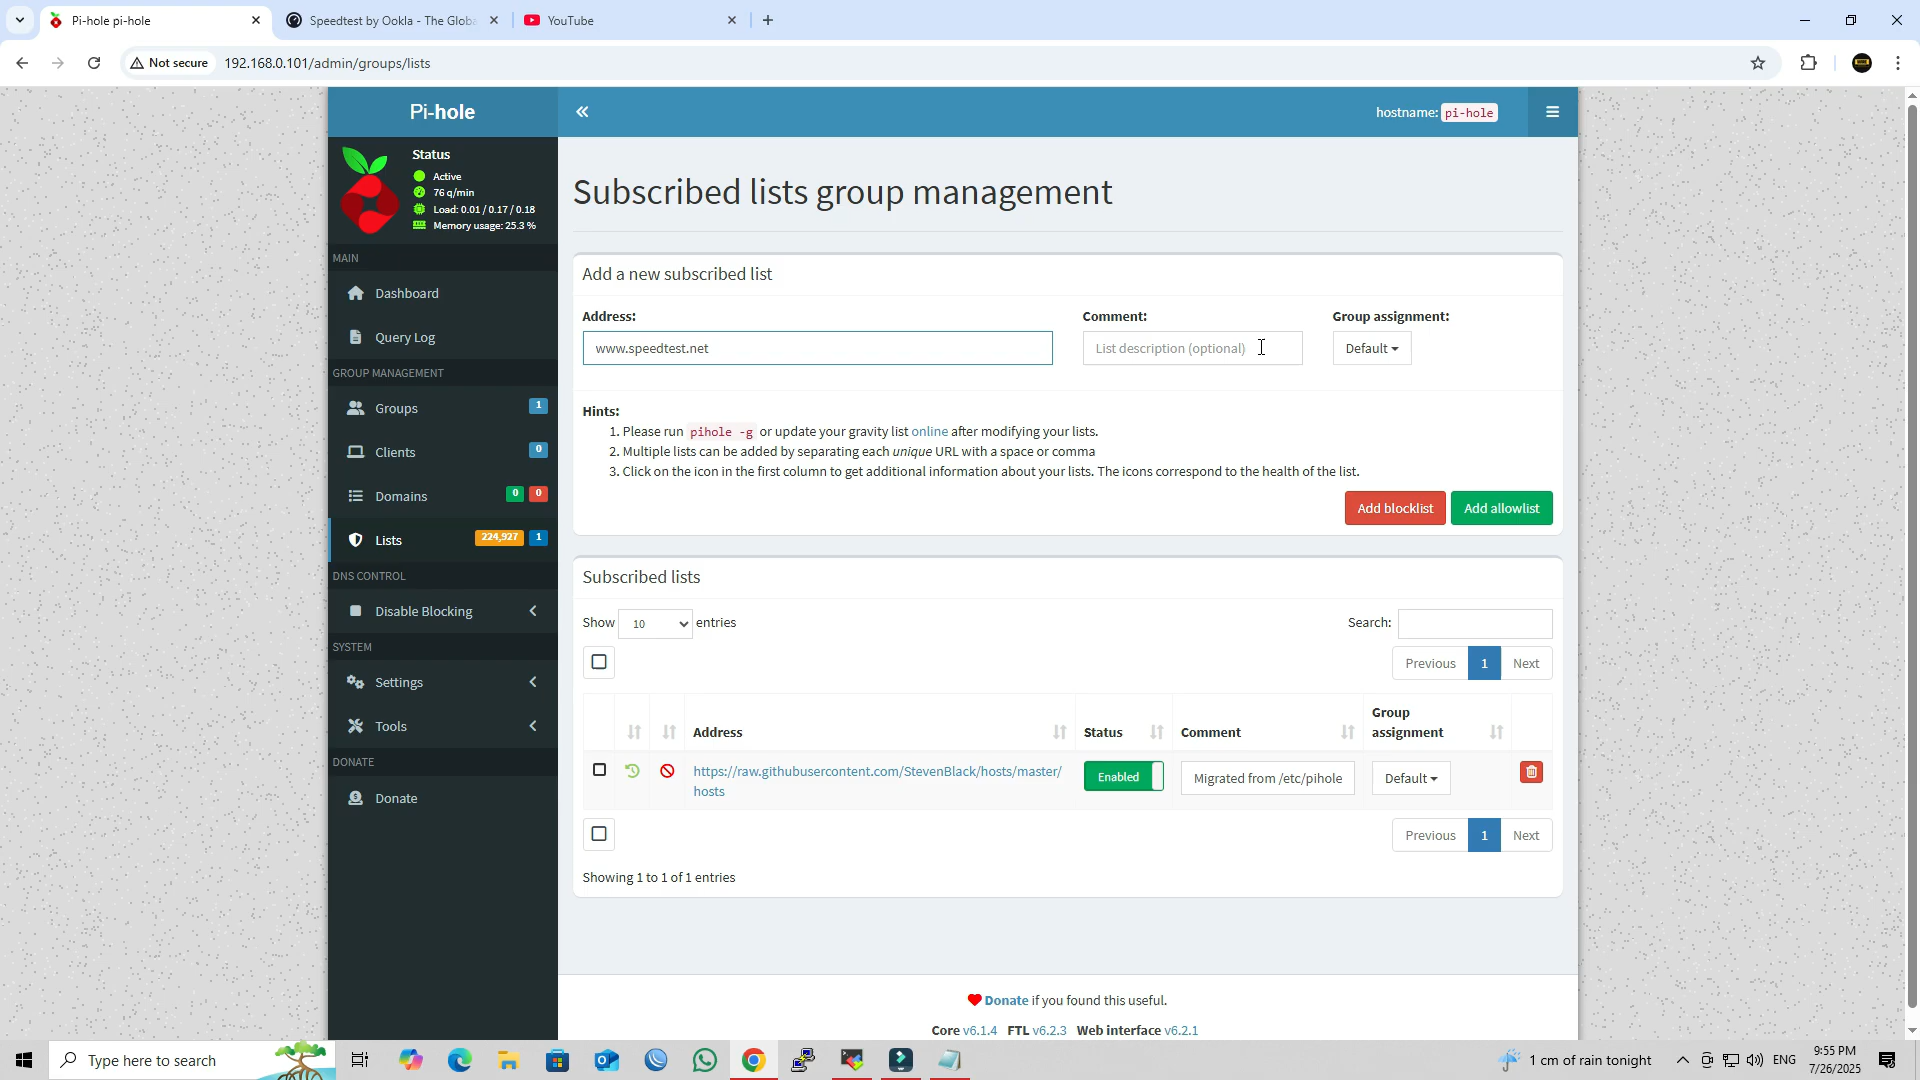 Pi-hole pi-hole
Speedtest by Ookla - The Globa
YouTube
Not secure
192.168.0.101/admin/groups/lists
Pi-hole
hostname: pi-hole
Status
Active
76 q/min
Load: 0.01 / 0.17 / 0.18
Memory usage: 25.3 %
MAIN
Dashboard
Query Log
GROUP MANAGEMENT
Groups 1
Clients 0
Domains 0 0
Lists 224,927 1
DNS CONTROL
Disable Blocking
SYSTEM
Settings
Tools
DONATE
Donate
Subscribed lists group management
Add a new subscribed list
Address: Comment: Group assignment:
www.speedtest.net List description (optional) Default
Hints:
1. Please run pihole -g or update your gravity list online after modifying your lists.
2. Multiple lists can be added by separating each unique URL with a space or comma
3. Click on the icon in the first column to get additional information about your lists. The icons correspond to the health of the list.
Add blocklist Add allowlist
Subscribed lists
Show 10 entries Search:
Previous 1 Next
Address Status Comment Group assignment
https://raw.githubusercontent.com/StevenBlack/hosts/master/
hosts
Enabled Migrated from /etc/pihole Default
Previous 1 Next
Showing 1 to 1 of 1 entries
Donate if you found this useful.
Core v6.1.4 FTL v6.2.3 Web interface v6.2.1
Type here to search
1 cm of rain tonight
ENG
9:55 PM
7/26/2025